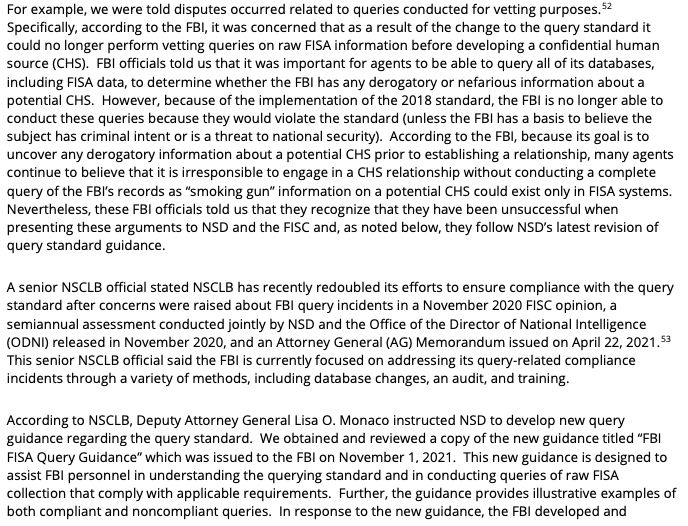 For example, we were told disputes occurred related to queries conducted for vetting purposes.52
Specifically, according to the FBI, it was concerned that as a result of the change to the query standard it
could no longer perform vetting queries on raw FISA information before developing a confidential human
source (CHS).  FBI officials told us that it was important for agents to be able to query all of its databases,
including FISA data, to determine whether the FBI has any derogatory or nefarious information about a
potential CHS.  However, because of the implementation of the 2018 standard, the FBI is no longer able to
conduct these queries because they would violate the standard (unless the FBI has a basis to believe the
subject has criminal intent or is a threat to national security).  According to the FBI, because its goal is to
uncover any derogatory information about a potential CHS prior to establishing a relationship, many agents
continue to believe that it is irresponsible to engage in a CHS relationship without conducting a complete
query of the FBI's records as “smoking gun” information on a potential CHS could exist only in FISA systems.
Nevertheless, these FBI officials told us that they recognize that they have been unsuccessful when
presenting these arguments to NSD and the FISC and, as noted below, they follow NSD's latest revision of
query standard guidance.
A senior NSCLB official stated NSCLB has recently redoubled its efforts to ensure compliance with the query
standard after concerns were raised about FBI query incidents in a November 2020 FISC opinion, a
semiannual assessment conducted jointly by NSD and the Office of the Director of National Intelligence
(ODNI) released in November 2020, and an Attorney General (AG) Memorandum issued on April 22, 2021.53
This senior NSCLB official said the FBI is currently focused on addressing its query-related compliance
incidents through a variety of methods, including database changes, an audit, and training.
According to NSCLB, Deputy Attorney General Lisa O. Monaco instructed NSD to develop new query
guidance regarding the query standard.  We obtained and reviewed a copy of the new guidance titled “FBI
FISA Query Guidance” which was issued to the FBI on November 1, 2021.  This new guidance is designed to
assist FBI personnel in understanding the querying standard and in conducting queries of raw FISA
collection that comply with applicable requirements.  Further, the guidance provides illustrative examples of
both compliant and noncompliant queries.  In response to the new guidance, the FBI developed and